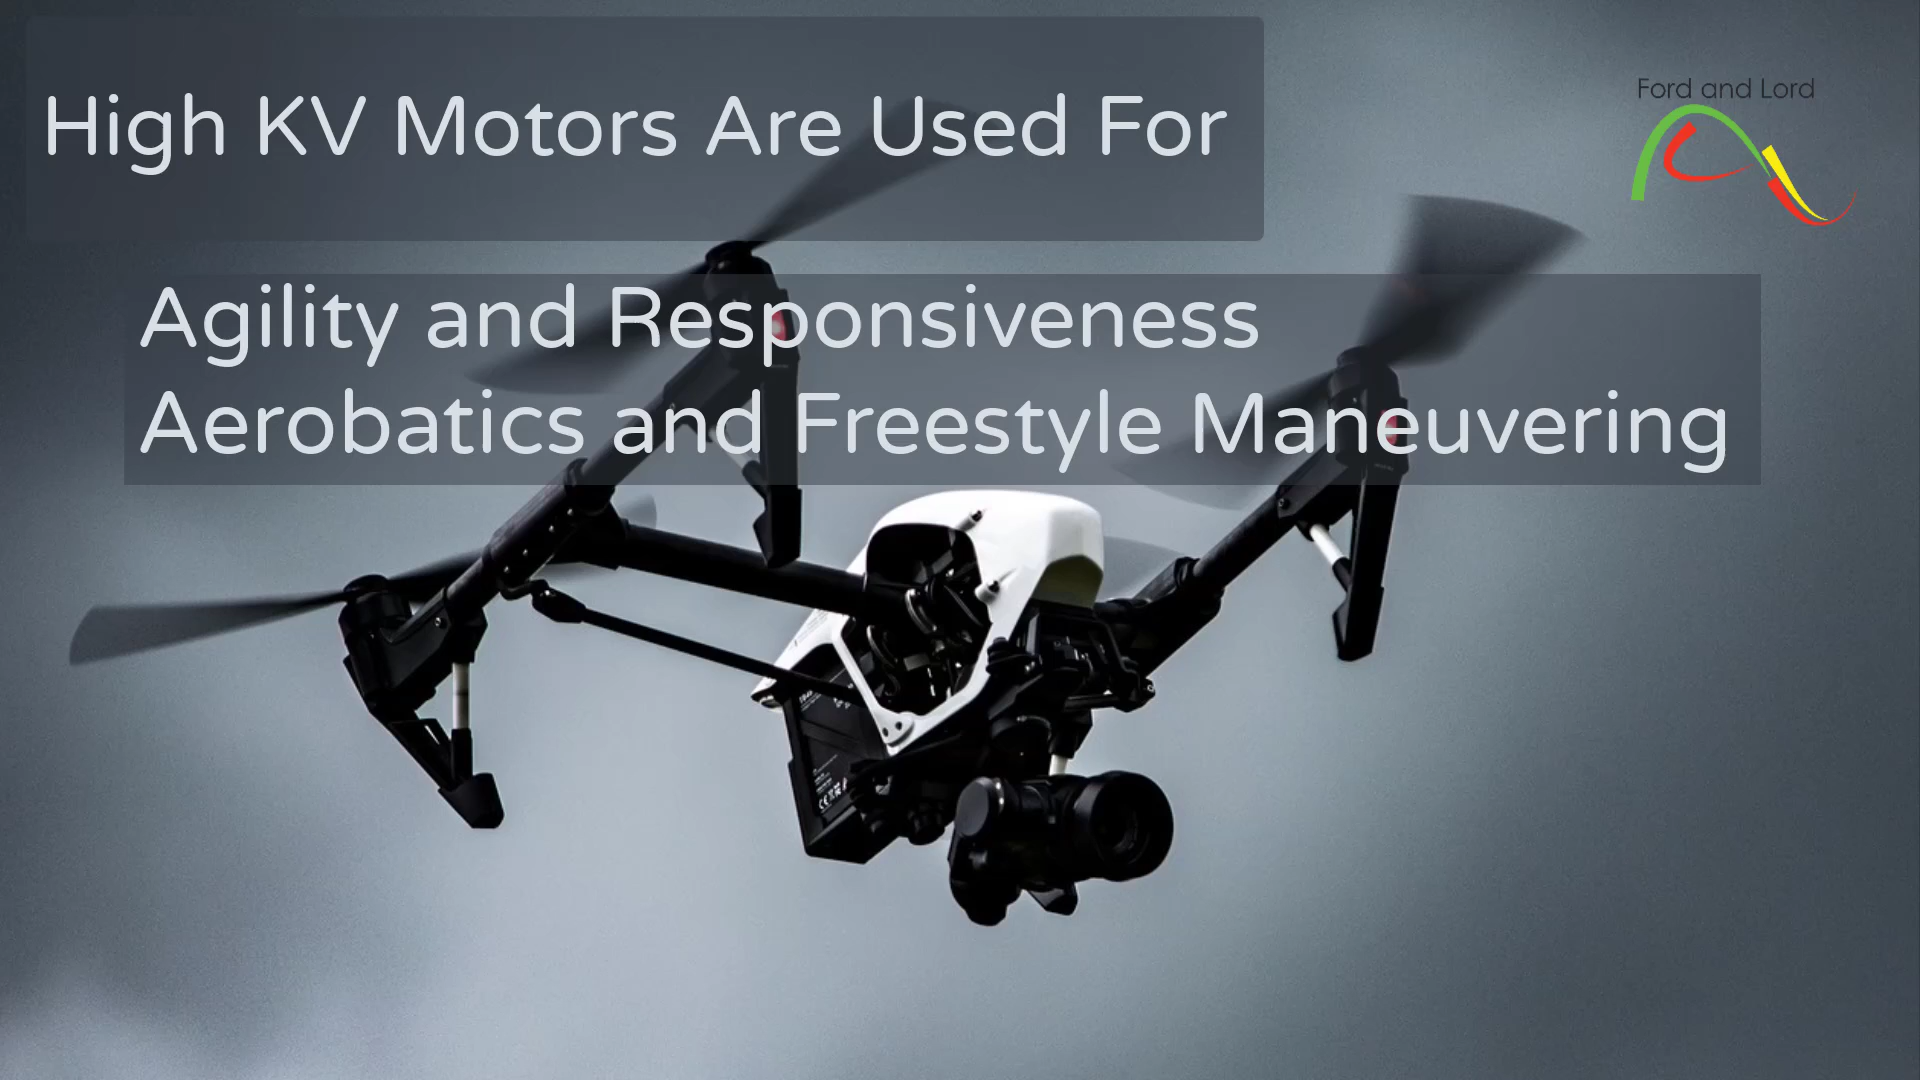 High KV Motors Are Used For
Ford and Lord
Agility and Responsiveness
Aerobatics and Freestyle Maneuvering